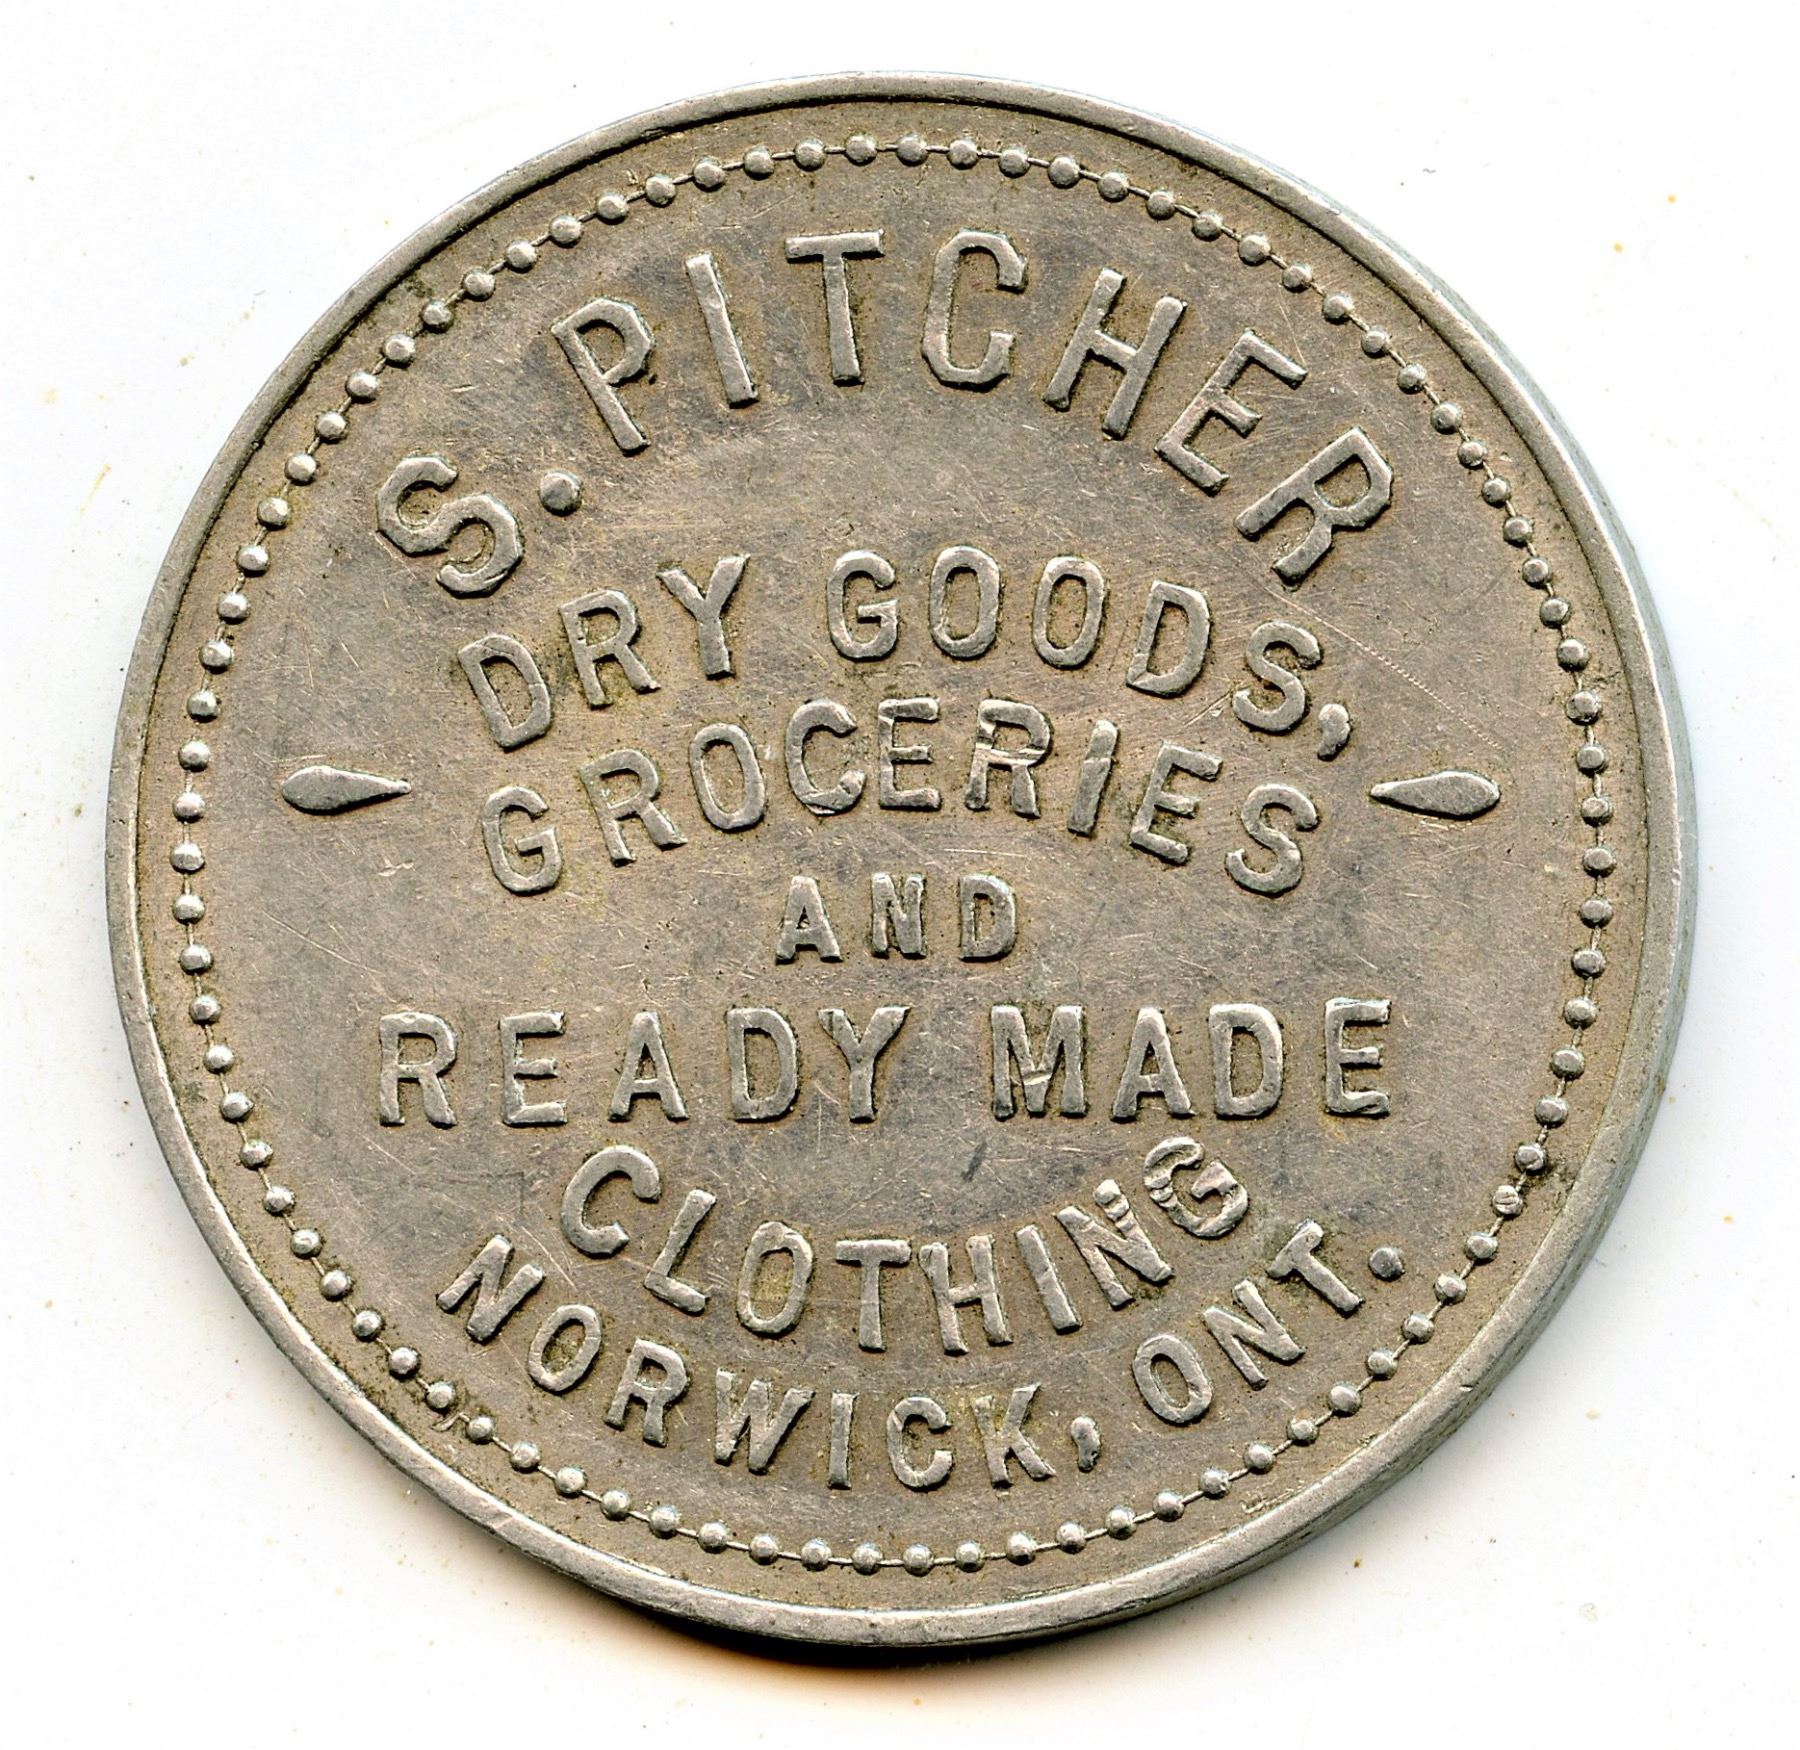 S. PITCHER
DRY GOODS,
GROCERIES
AND
READY MADE
CLOTHING
NORWICK, ONT.